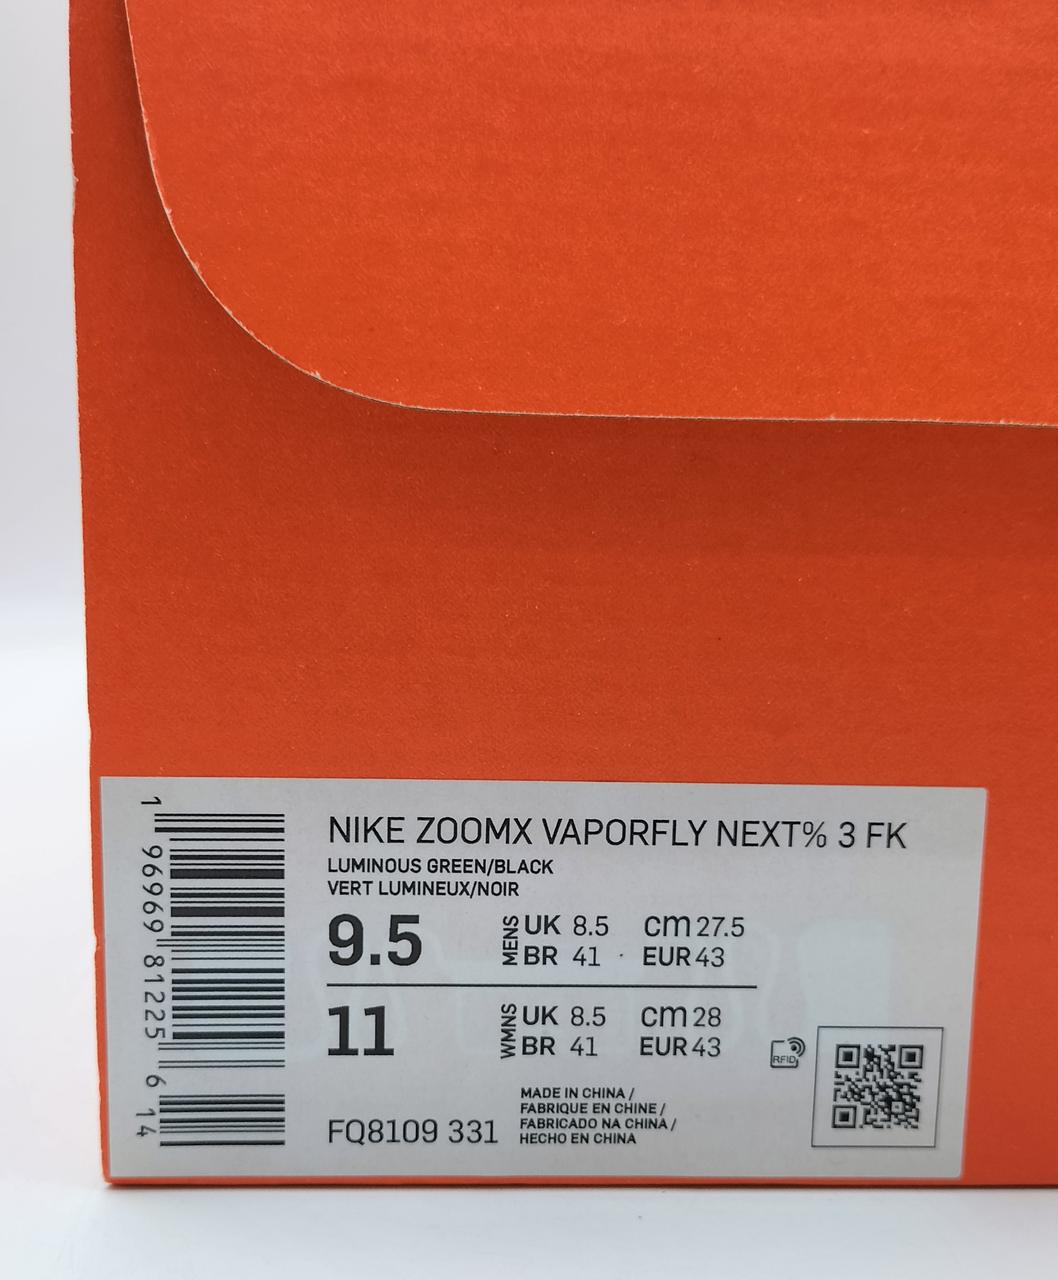 NIKE ZOOMX VAPORFLY NEXT% 3 FK
LUMINOUS GREEN/BLACK
VERT LUMINEUX/NOIR
9.5 MENS UK 8.5 cm 27.5
BR 41 EUR 43
11 WMNS UK 8.5 cm 28
BR 41 EUR 43
RFID
FQ8109 331
MADE IN CHINA /
FABRIQUE EN CHINE /
FABRICADO NA CHINA /
HECHO EN CHINA
1 96969 81225 6 14